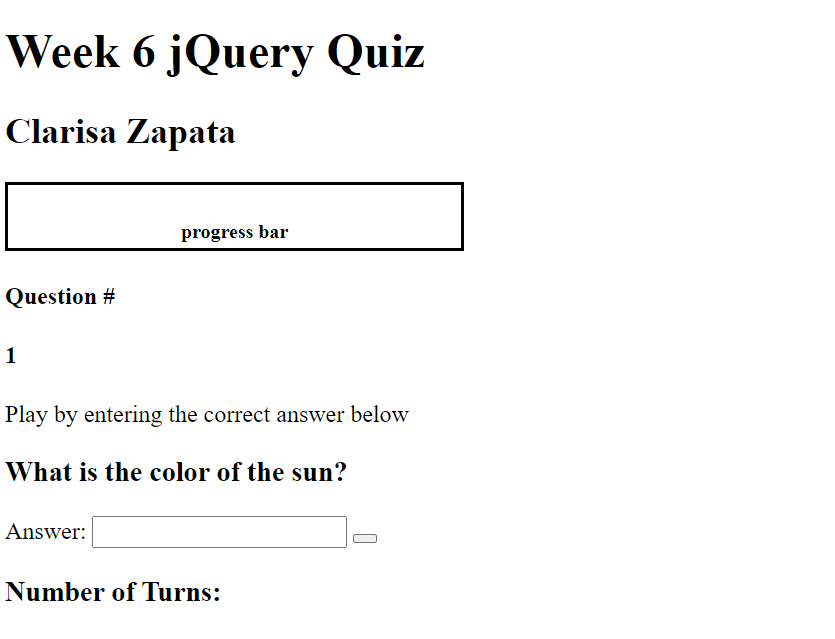 Week 6 jQuery Quiz
Clarisa Zapata
progress bar
Question #
1
Play by entering the correct answer below
What is the color of the sun?
Answer:
Number of Turns: